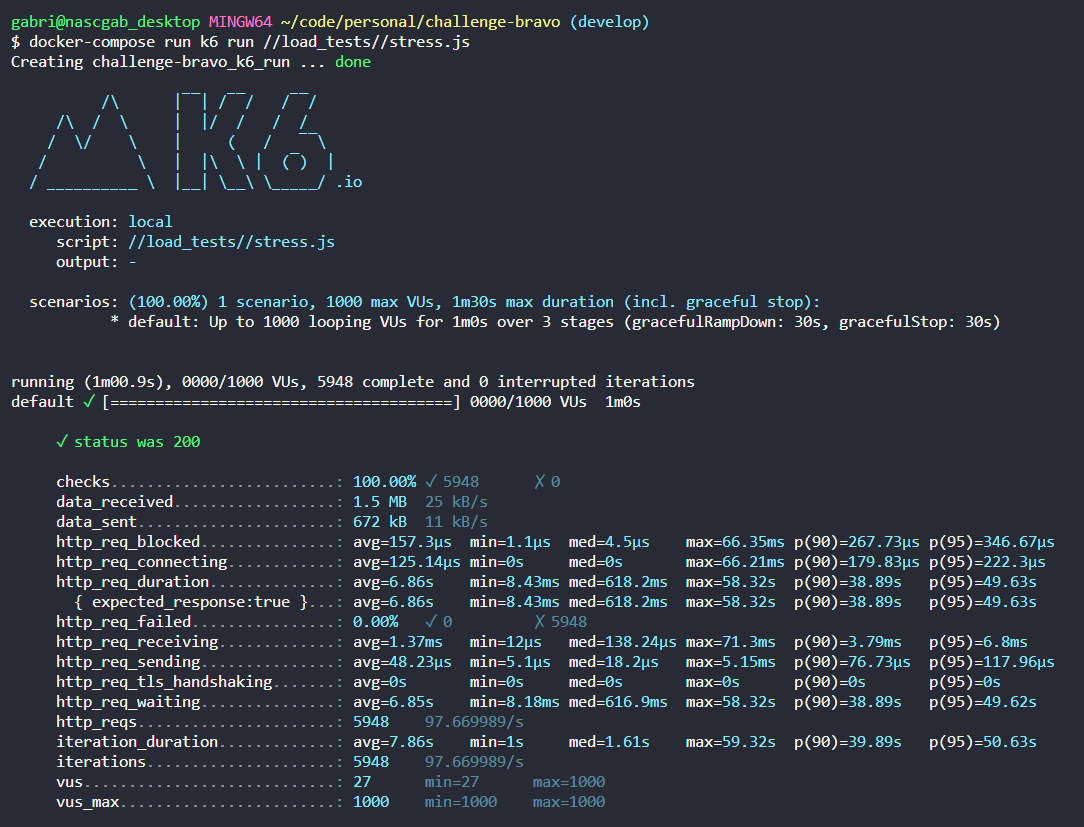 gabri@nascgab_desktop MINGW64 ~/code/personal/challenge-bravo (develop)
$ docker-compose run k6 run //load_tests//stress.js
Creating challenge-bravo_k6_run ... done

          /\      |‾‾| /‾‾/   /‾‾/
     /\  /  \     |  |/  /   /  /
    /  \/    \    |     (   /   ‾‾\
   /          \   |  |\  \ |  (‾)  |
  / __________ \  |__| \__\ \_____/ .io

  execution: local
     script: //load_tests//stress.js
     output: -

  scenarios: (100.00%) 1 scenario, 1000 max VUs, 1m30s max duration (incl. graceful stop):
           * default: Up to 1000 looping VUs for 1m0s over 3 stages (gracefulRampDown: 30s, gracefulStop: 30s)

running (1m00.9s), 0000/1000 VUs, 5948 complete and 0 interrupted iterations
default ✓ [======================================] 0000/1000 VUs  1m0s

     ✓ status was 200

     checks.........................: 100.00% ✓ 5948      ✗ 0
     data_received..................: 1.5 MB  25 kB/s
     data_sent......................: 672 kB  11 kB/s
     http_req_blocked...............: avg=157.3µs  min=1.1µs  med=4.5µs    max=66.35ms p(90)=267.73µs p(95)=346.67µs
     http_req_connecting............: avg=125.14µs min=0s     med=0s       max=66.21ms p(90)=179.83µs p(95)=222.3µs
     http_req_duration..............: avg=6.86s    min=8.43ms med=618.2ms  max=58.32s  p(90)=38.89s   p(95)=49.63s
       { expected_response:true }...: avg=6.86s    min=8.43ms med=618.2ms  max=58.32s  p(90)=38.89s   p(95)=49.63s
     http_req_failed................: 0.00%   ✓ 0         ✗ 5948
     http_req_receiving.............: avg=1.37ms   min=12µs   med=138.24µs max=71.3ms  p(90)=3.79ms   p(95)=6.8ms
     http_req_sending...............: avg=48.23µs  min=5.1µs  med=18.2µs   max=5.15ms  p(90)=76.73µs  p(95)=117.96µs
     http_req_tls_handshaking.......: avg=0s       min=0s     med=0s       max=0s      p(90)=0s       p(95)=0s
     http_req_waiting...............: avg=6.85s    min=8.18ms med=616.9ms  max=58.32s  p(90)=38.89s   p(95)=49.62s
     http_reqs......................: 5948    97.669989/s
     iteration_duration.............: avg=7.86s    min=1s     med=1.61s    max=59.32s  p(90)=39.89s   p(95)=50.63s
     iterations.....................: 5948    97.669989/s
     vus............................: 27      min=27      max=1000
     vus_max........................: 1000    min=1000    max=1000